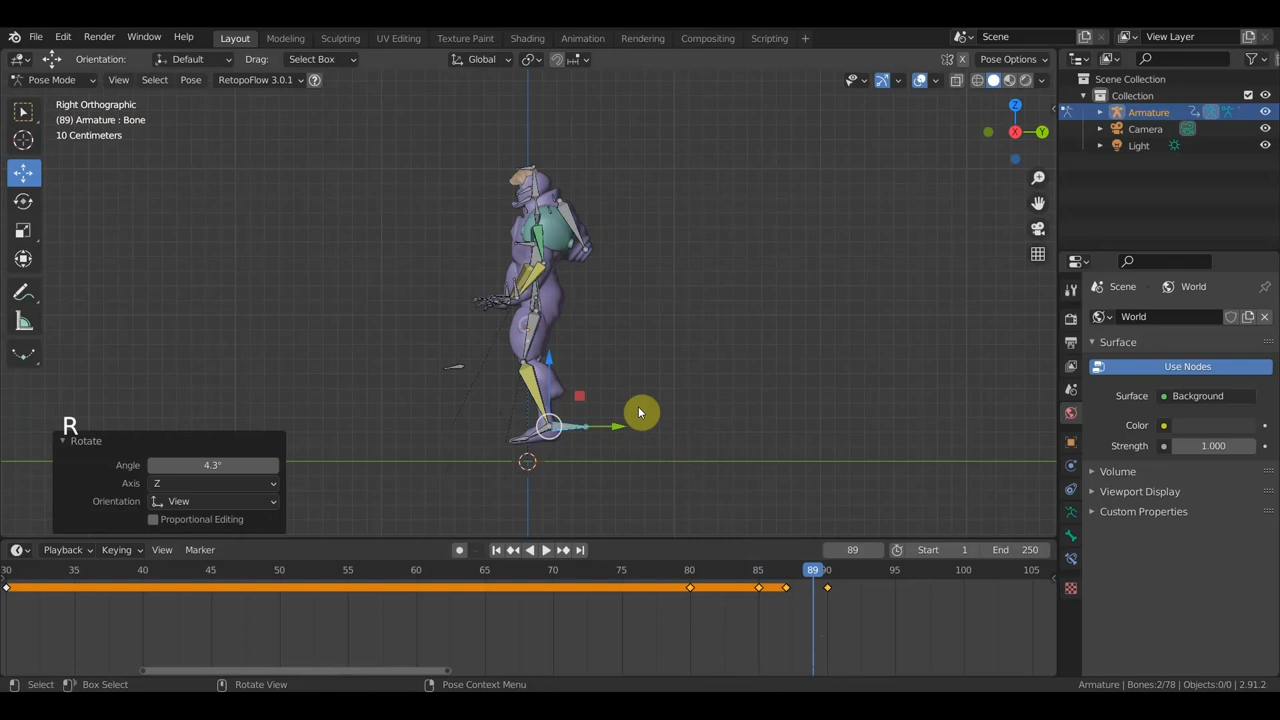 File Edit Render Window Help Layout Modeling Sculpting UV Editing Texture Paint Shading Animation Rendering Compositing Scripting + Scene View Layer
Orientation: Default Drag: Select Box Global X Pose Options
Pose Mode View Select Pose RetopoFlow 3.0.1 ?
Right Orthographic
(89) Armature : Bone
10 Centimeters
Z
X
Y
Scene Collection
Collection
Armature
Camera
Light
Scene World
World
Surface
Use Nodes
Surface Background
Color
Strength 1.000
Volume
Viewport Display
Custom Properties
R
Rotate
Angle 4.3°
Axis Z
Orientation View
Proportional Editing
Playback Keying View Marker 89 Start 1 End 250
30 35 40 45 50 55 60 65 70 75 80 85 89 90 95 100 105
Select Box Select Rotate View Pose Context Menu Armature | Bones:2/78 | Objects:0/0 | 2.91.2